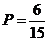 P = 6/15